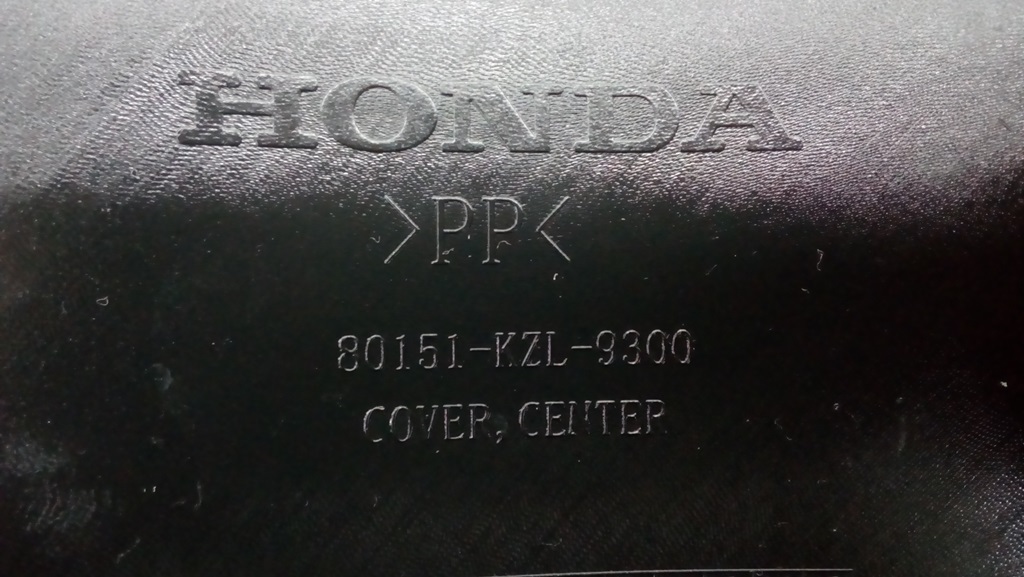 HONDA
>PP<
80151-KZL-9300
COVER, CENTER